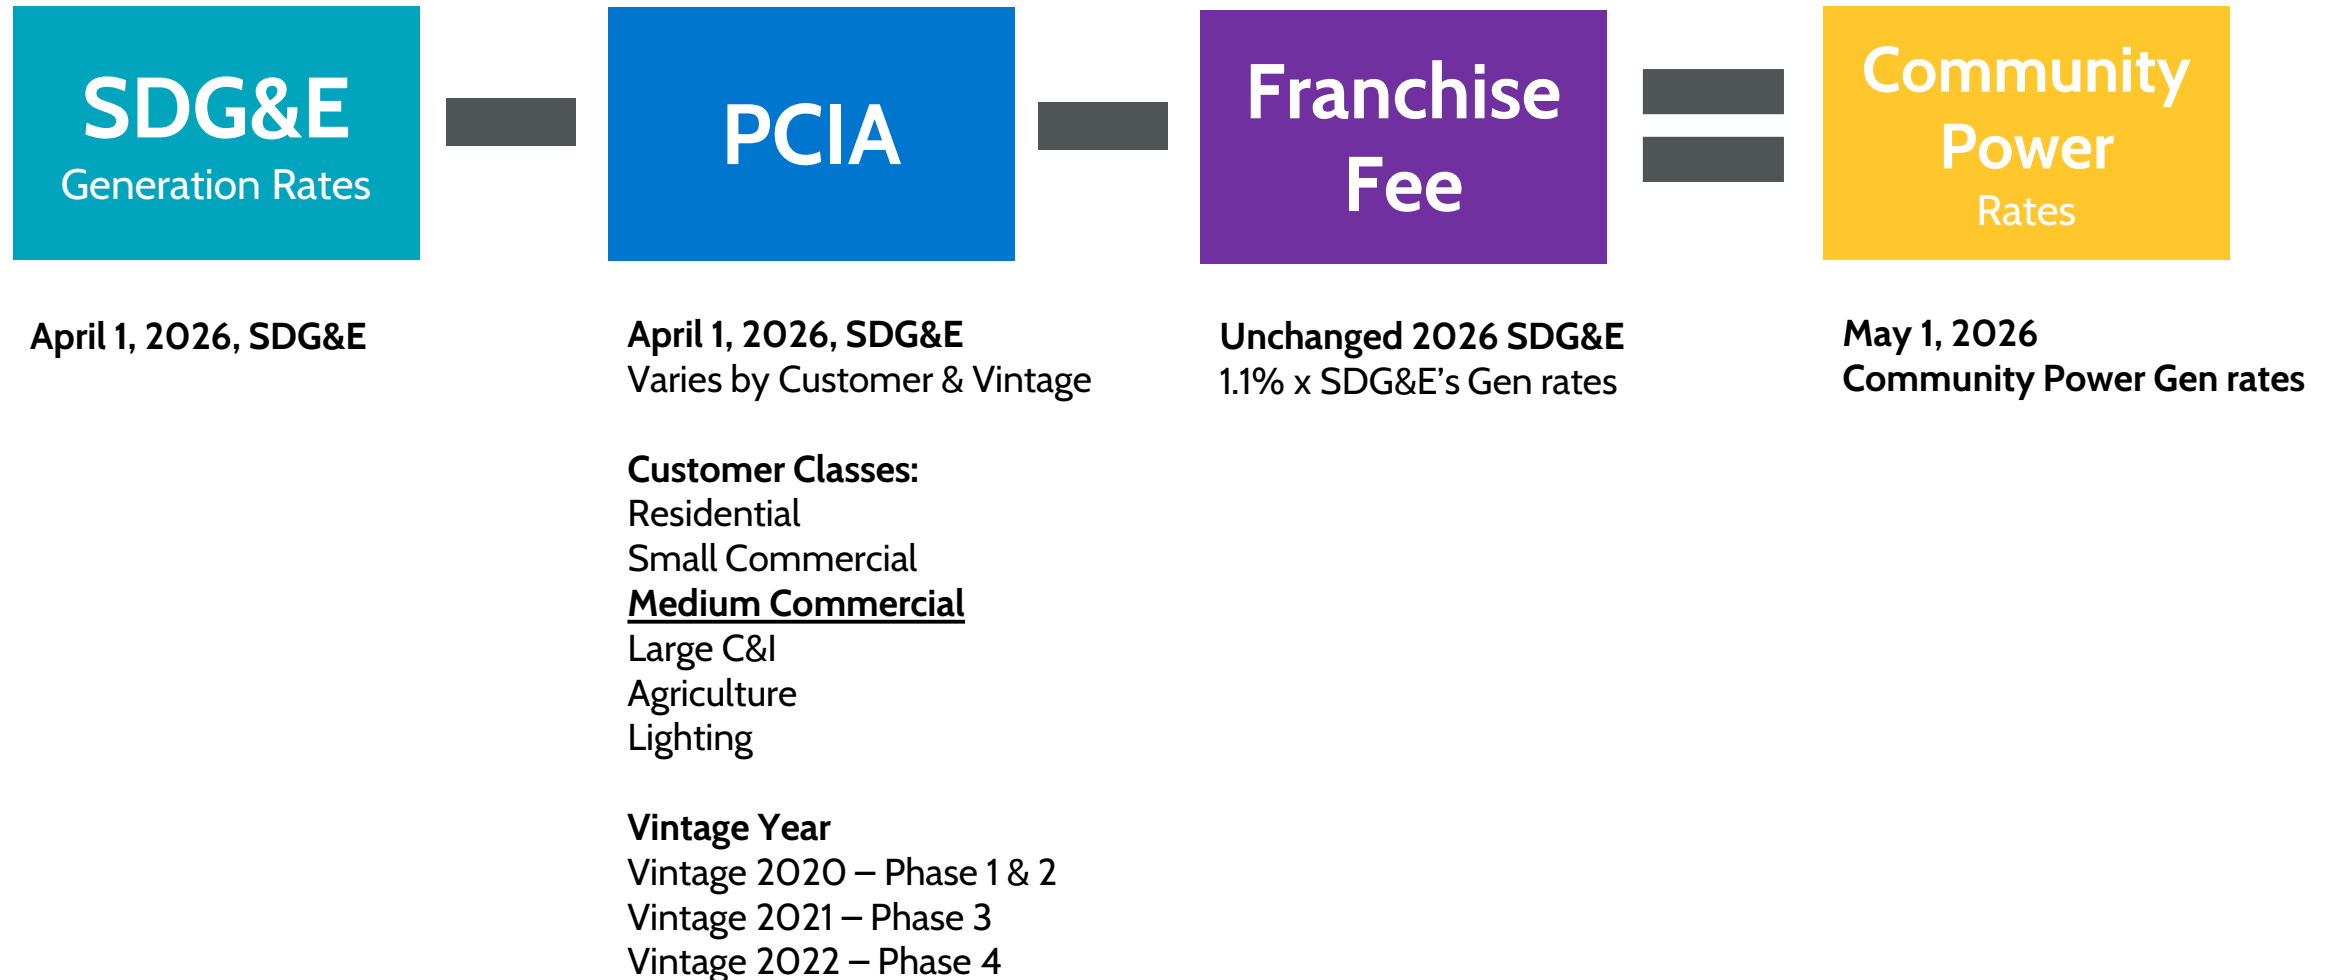 SDG&E
Generation Rates
PCIA
Franchise
Fee
Community
Power
Rates
April 1, 2026, SDG&E
April 1, 2026, SDG&E
Varies by Customer & Vintage
Customer Classes:
Residential
Small Commercial
Medium Commercial
Large C&I
Agriculture
Lighting
Vintage Year
Vintage 2020 – Phase 1 & 2
Vintage 2021 – Phase 3
Vintage 2022 – Phase 4
Unchanged 2026 SDG&E
1.1% x SDG&E’s Gen rates
May 1, 2026
Community Power Gen rates